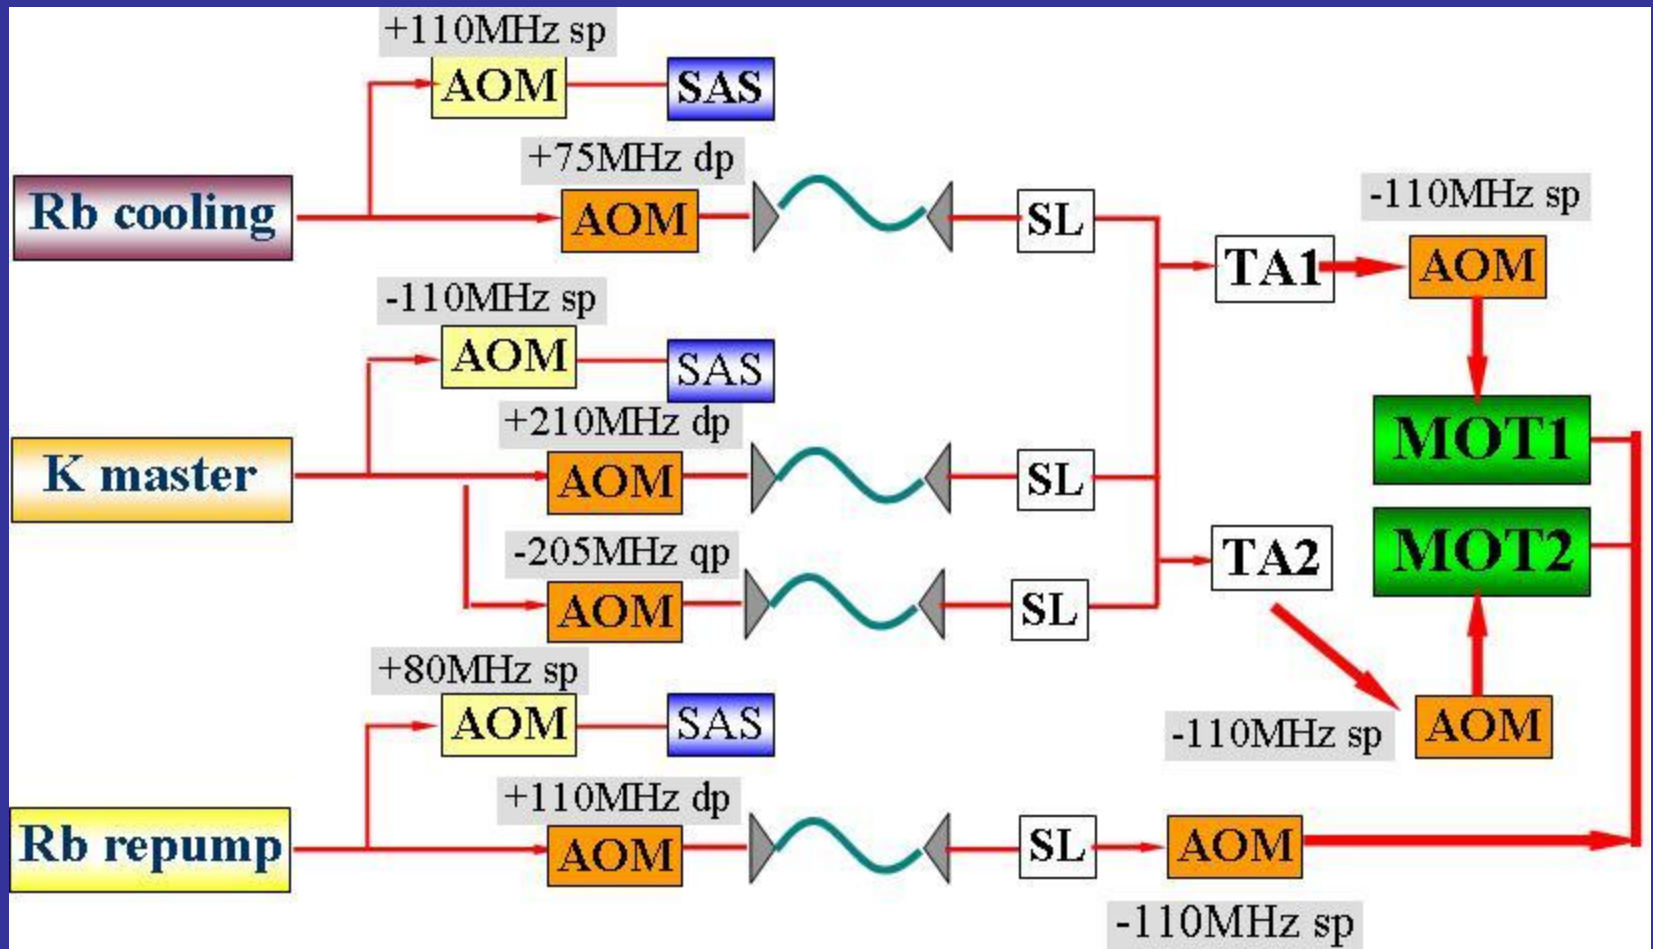 +110MHz sp
AOM
SAS
+75MHz dp
Rb cooling
AOM
SL
-110MHz sp
TA1
AOM
-110MHz sp
AOM
SAS
+210MHz dp
MOT1
K master
AOM
SL
-205MHz qp
MOT2
TA2
AOM
SL
+80MHz sp
AOM
SAS
-110MHz sp
AOM
+110MHz dp
Rb repump
AOM
SL
AOM
-110MHz sp